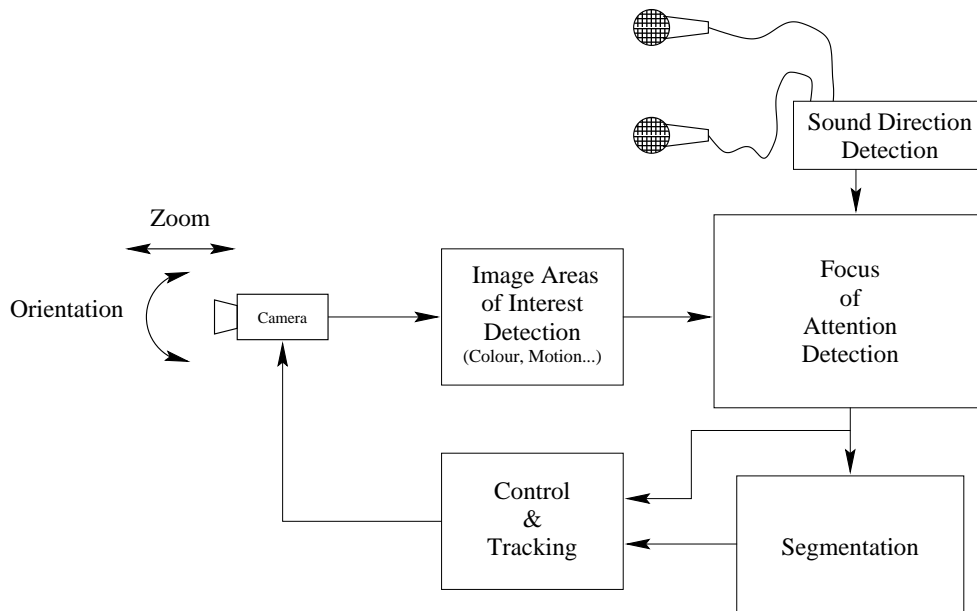 Sound Direction
Detection
Zoom
Orientation
Camera
Image Areas
of Interest
Detection
(Colour, Motion...)
Focus
of
Attention
Detection
Control
&
Tracking
Segmentation